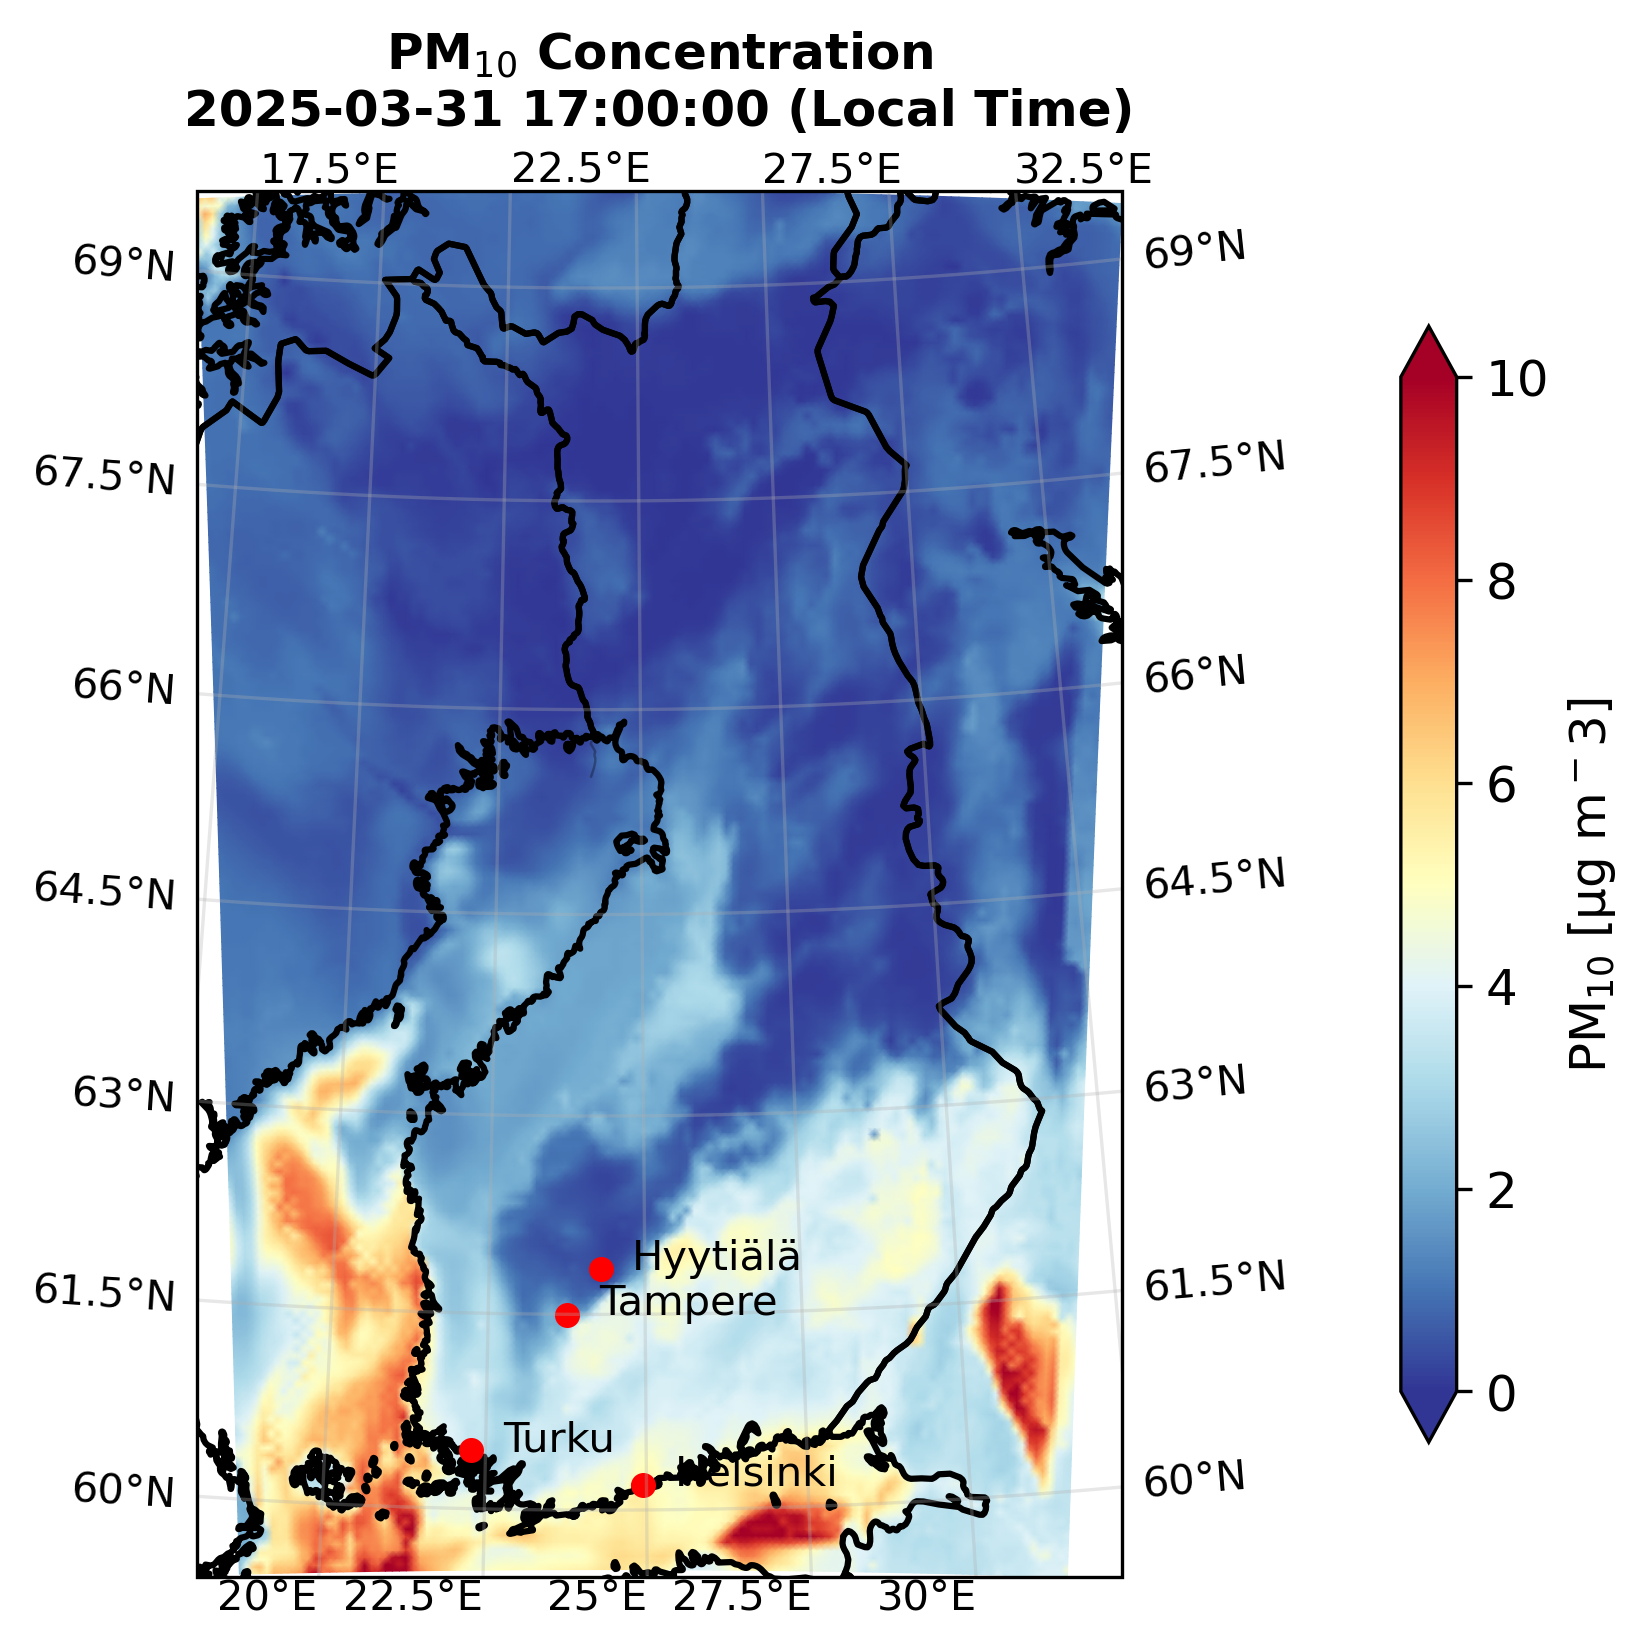 PM₁₀ Concentration
2025-03-31 17:00:00 (Local Time)
17.5°E 22.5°E 27.5°E 32.5°E
69°N 69°N
67.5°N 67.5°N
66°N 66°N
64.5°N 64.5°N
63°N 63°N
61.5°N 61.5°N
60°N 60°N
Hyytiälä
Tampere
Turku
Helsinki
20°E 22.5°E 25°E 27.5°E 30°E
10
8
6
4
2
0
PM₁₀ [µg m⁻ 3]